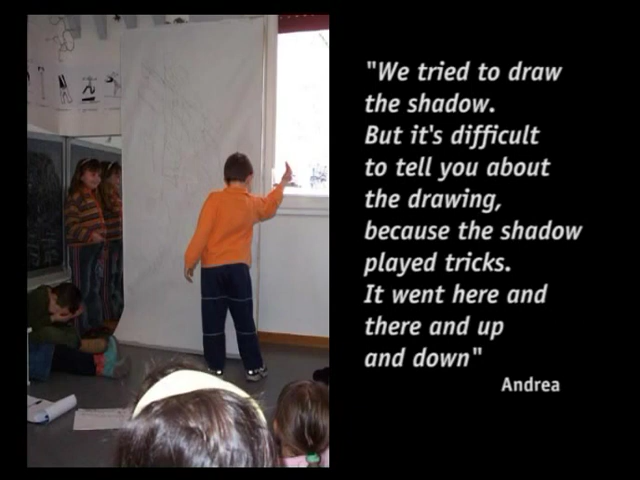 "We tried to draw
the shadow.
But it's difficult
to tell you about
the drawing,
because the shadow
played tricks.
It went here and
there and up
and down"
Andrea